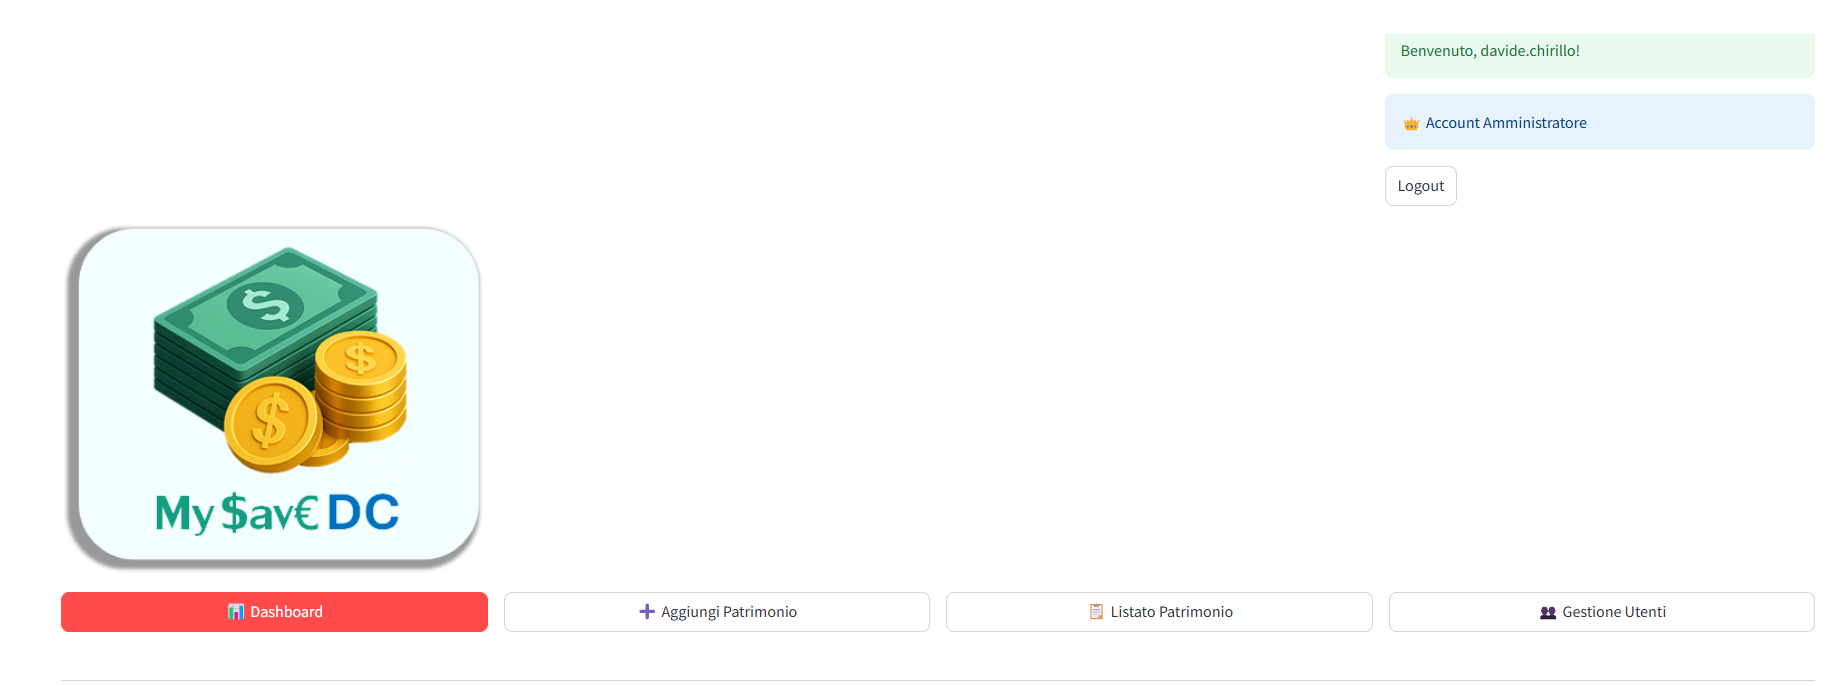 Benvenuto, davide.chirillo!
👑 Account Amministratore
Logout
$
$
$
My $av€ DC
📊 Dashboard
➕ Aggiungi Patrimonio
📋 Listato Patrimonio
👥 Gestione Utenti